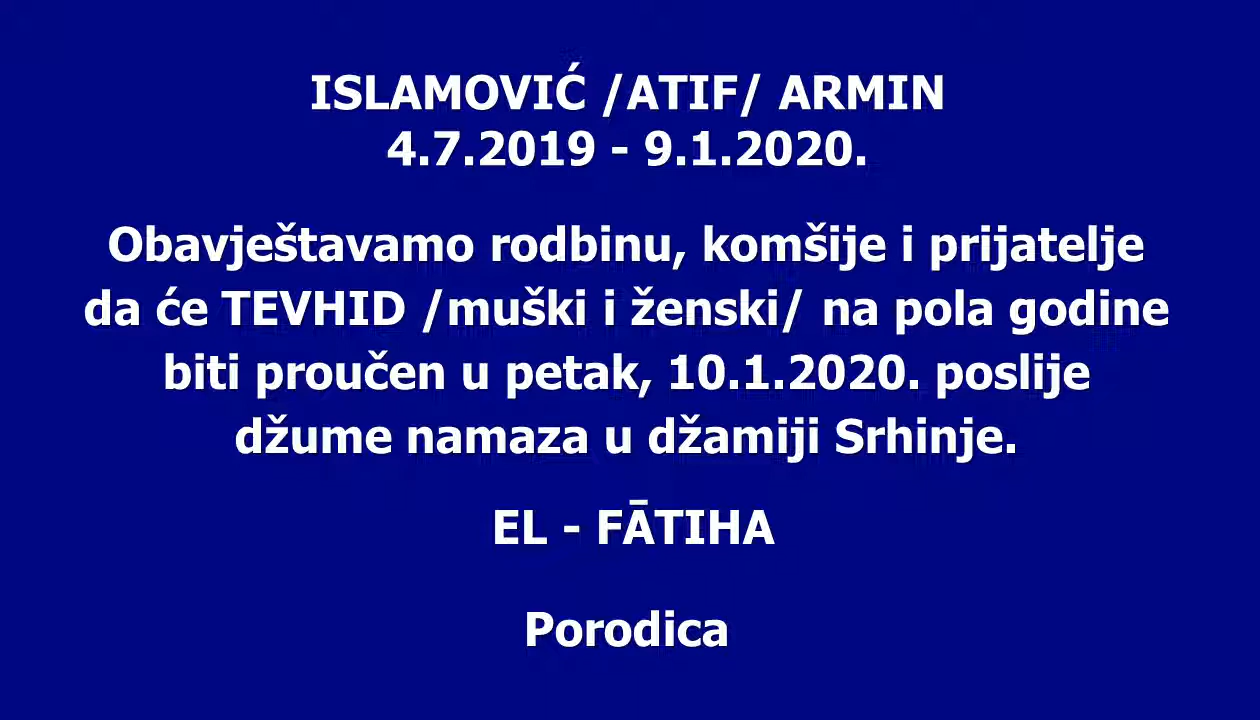 ISLAMOVIĆ /ATIF/ ARMIN
4.7.2019 - 9.1.2020.
Obavještavamo rodbinu, komšije i prijatelje
da će TEVHID /muški i ženski/ na pola godine
biti proučen u petak, 10.1.2020. poslije
džume namaza u džamiji Srhinje.
EL - FĀTIHA
Porodica